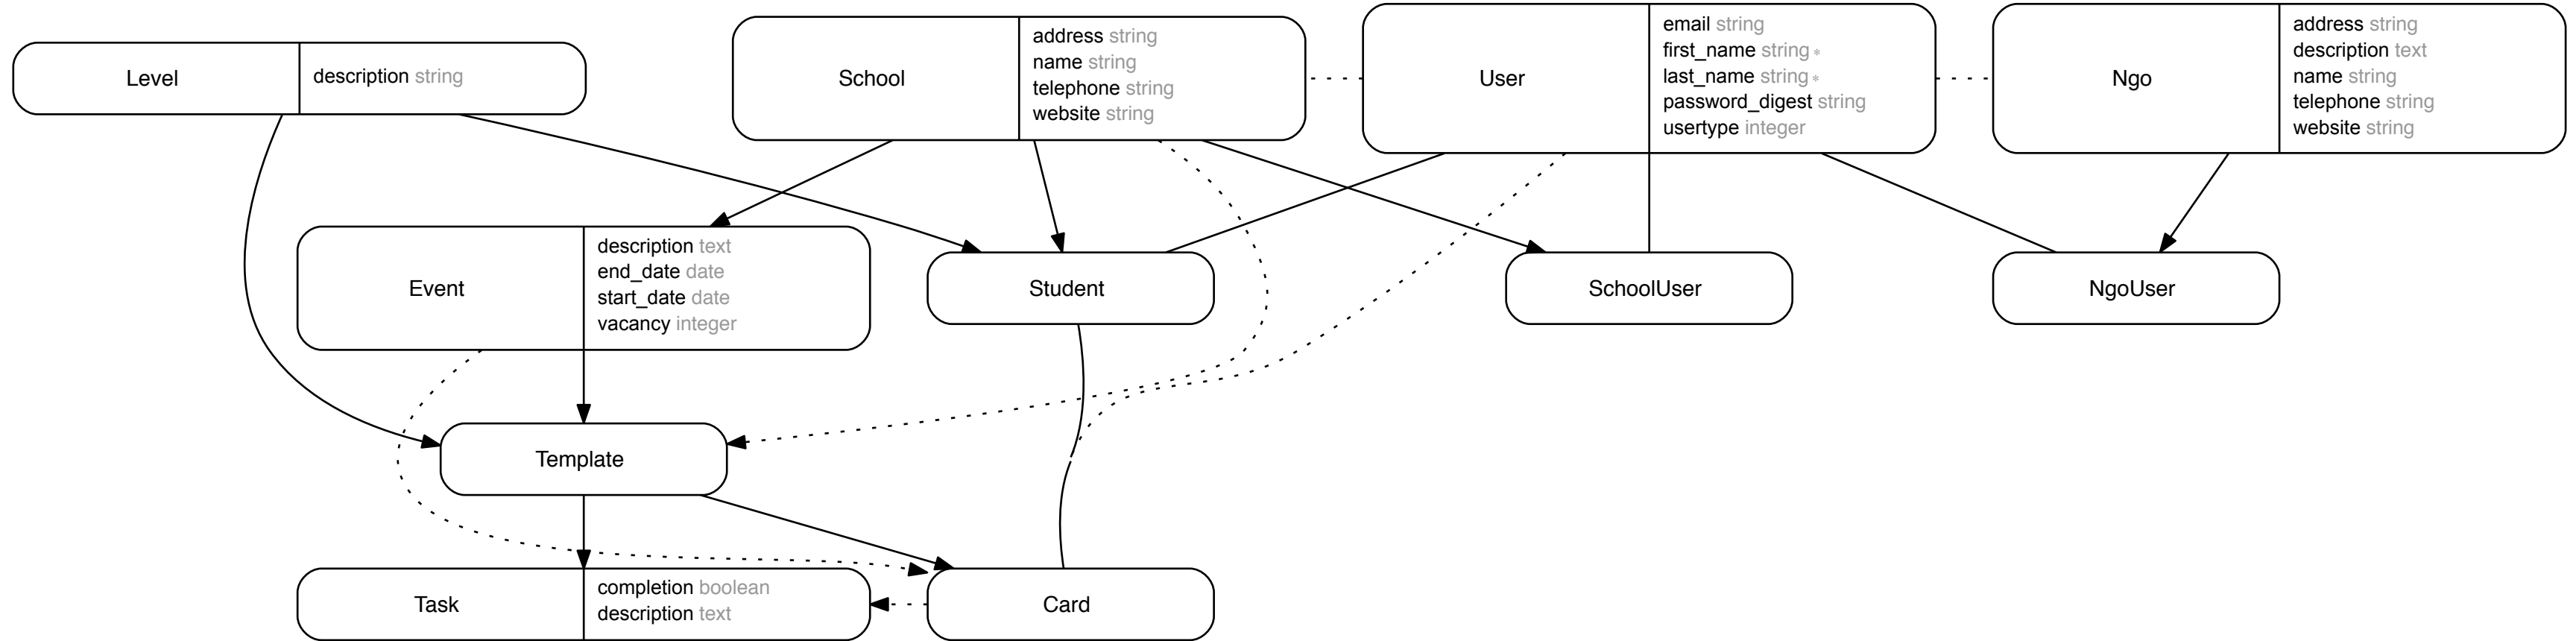 Level
description string
School
address string
name string
telephone string
website string
User
email string
first_name string *
last_name string *
password_digest string
usertype integer
Ngo
address string
description text
name string
telephone string
website string
Event
description text
end_date date
start_date date
vacancy integer
Student
SchoolUser
NgoUser
Template
Task
completion boolean
description text
Card